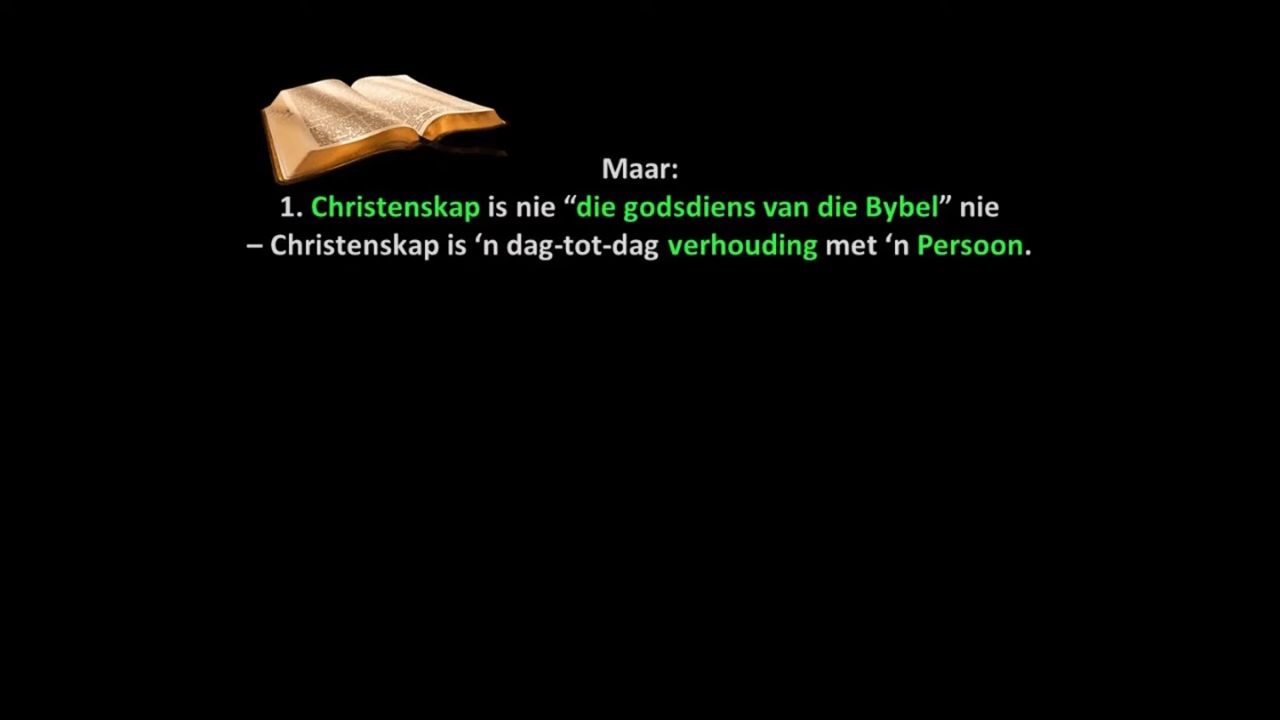 Maar:
1. Christenskap is nie “die godsdiens van die Bybel” nie
– Christenskap is ‘n dag-tot-dag verhouding met ‘n Persoon.